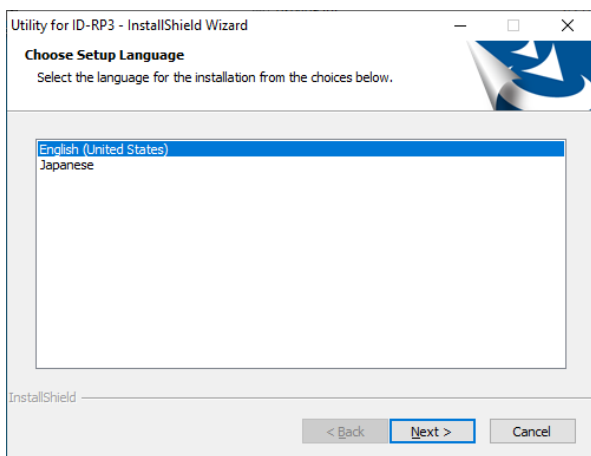 Utility for ID-RP3 - InstallShield Wizard
Choose Setup Language
Select the language for the installation from the choices below.
English (United States)
Japanese
InstallShield
< Back
Next >
Cancel